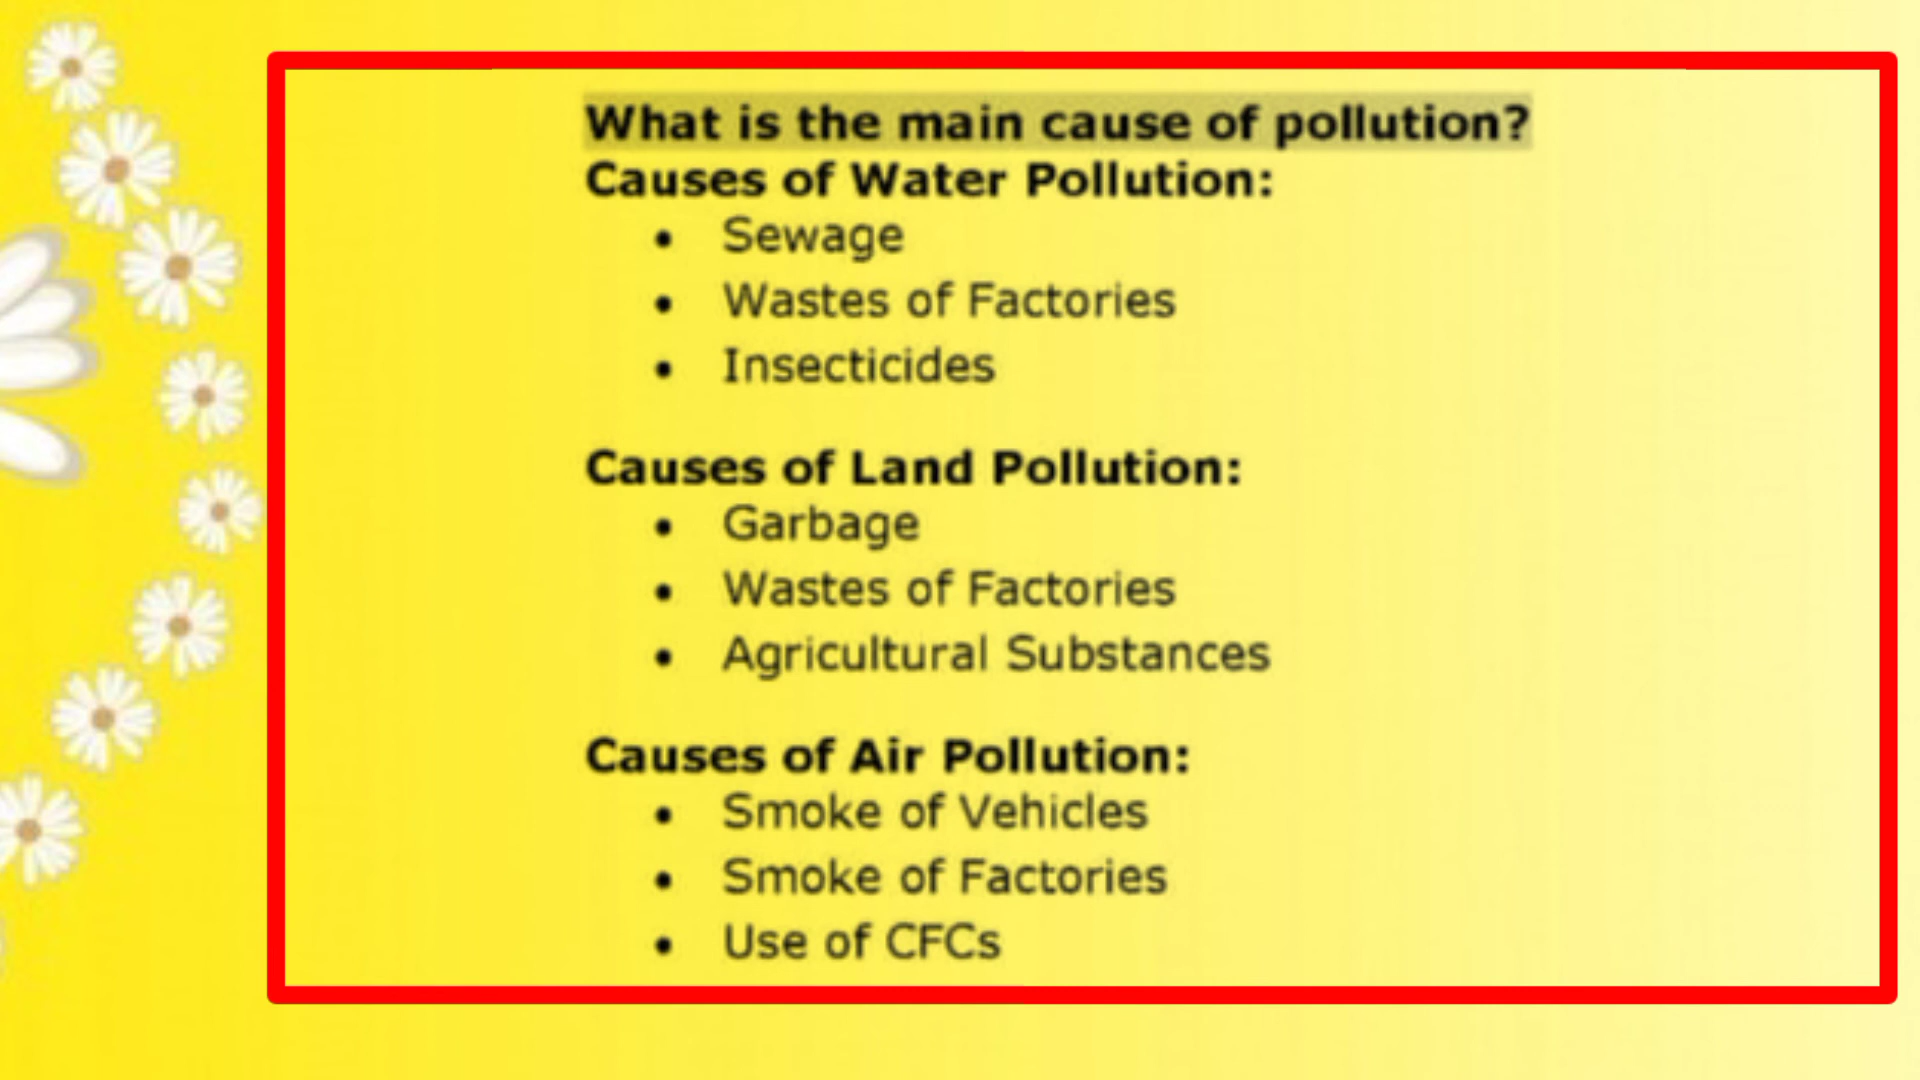 What is the main cause of pollution?
Causes of Water Pollution:
• Sewage
• Wastes of Factories
• Insecticides
Causes of Land Pollution:
• Garbage
• Wastes of Factories
• Agricultural Substances
Causes of Air Pollution:
• Smoke of Vehicles
• Smoke of Factories
• Use of CFCs